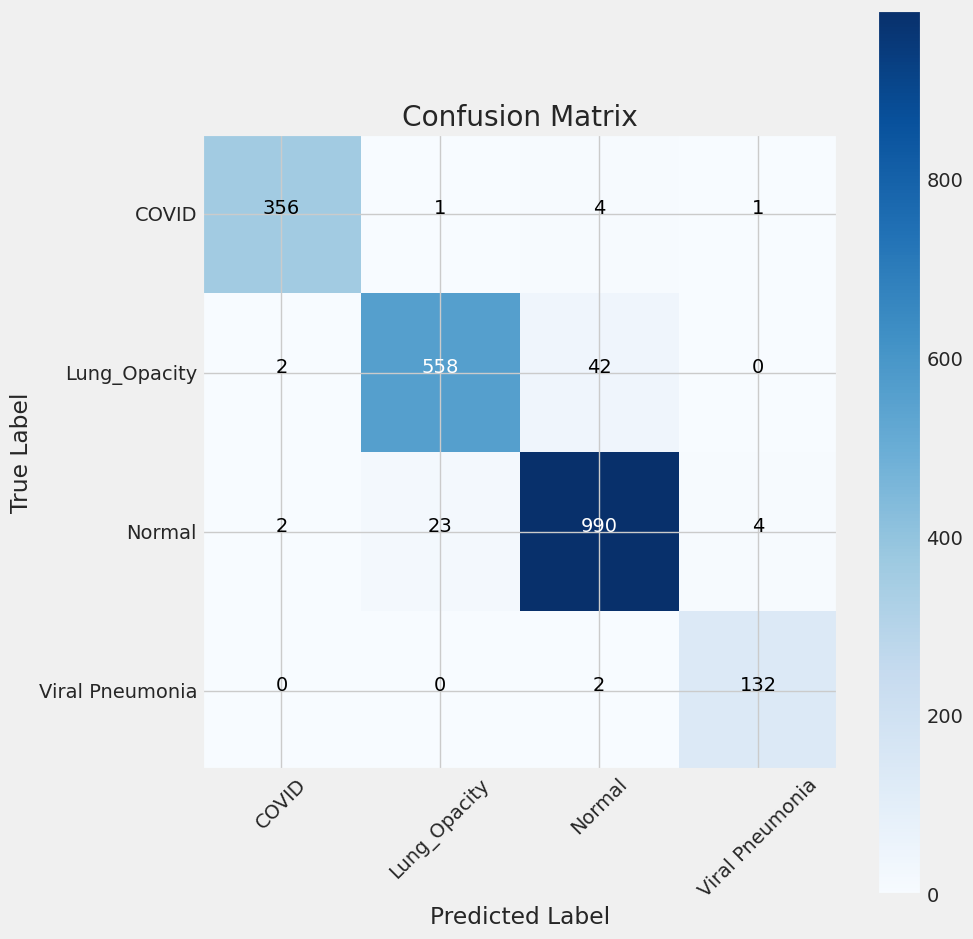 Confusion Matrix
COVID 356 1 4 1
Lung_Opacity 2 558 42 0
Normal 2 23 990 4
Viral Pneumonia 0 0 2 132
True Label
COVID Lung_Opacity Normal Viral Pneumonia
Predicted Label
800
600
400
200
0